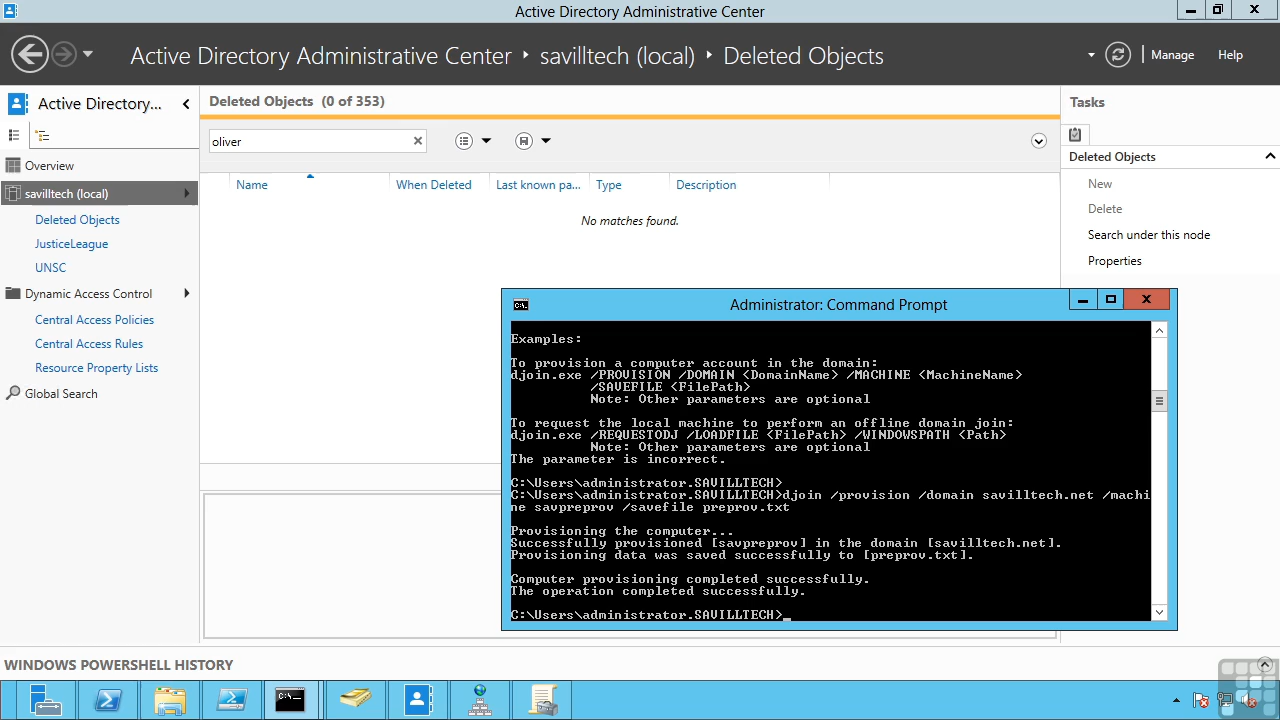 Active Directory Administrative Center
Active Directory Administrative Center • savilltech (local) • Deleted Objects
Manage
Help
Active Directory...
Overview
savilltech (local)
Deleted Objects
JusticeLeague
UNSC
Dynamic Access Control
Central Access Policies
Central Access Rules
Resource Property Lists
Global Search
Deleted Objects (0 of 353)
oliver
Name
When Deleted
Last known pa...
Type
Description
No matches found.
Tasks
Deleted Objects
New
Delete
Search under this node
Properties
Administrator: Command Prompt
Examples:
To provision a computer account in the domain:
djoin.exe /PROVISION /DOMAIN <DomainName> /MACHINE <MachineName>
/SAVEFILE <FilePath>
Note: Other parameters are optional
To request the local machine to perform an offline domain join:
djoin.exe /REQUESTODJ /LOADFILE <FilePath> /WINDOWSPATH <Path>
Note: Other parameters are optional
The parameter is incorrect.
C:\Users\administrator.SAVILLTECH>
C:\Users\administrator.SAVILLTECH>djoin /provision /domain savilltech.net /machi
ne savpreprov /savefile preprov.txt
Provisioning the computer...
Successfully provisioned [savpreprov] in the domain [savilltech.net].
Provisioning data was saved successfully to [preprov.txt].
Computer provisioning completed successfully.
The operation completed successfully.
C:\Users\administrator.SAVILLTECH>_
WINDOWS POWERSHELL HISTORY